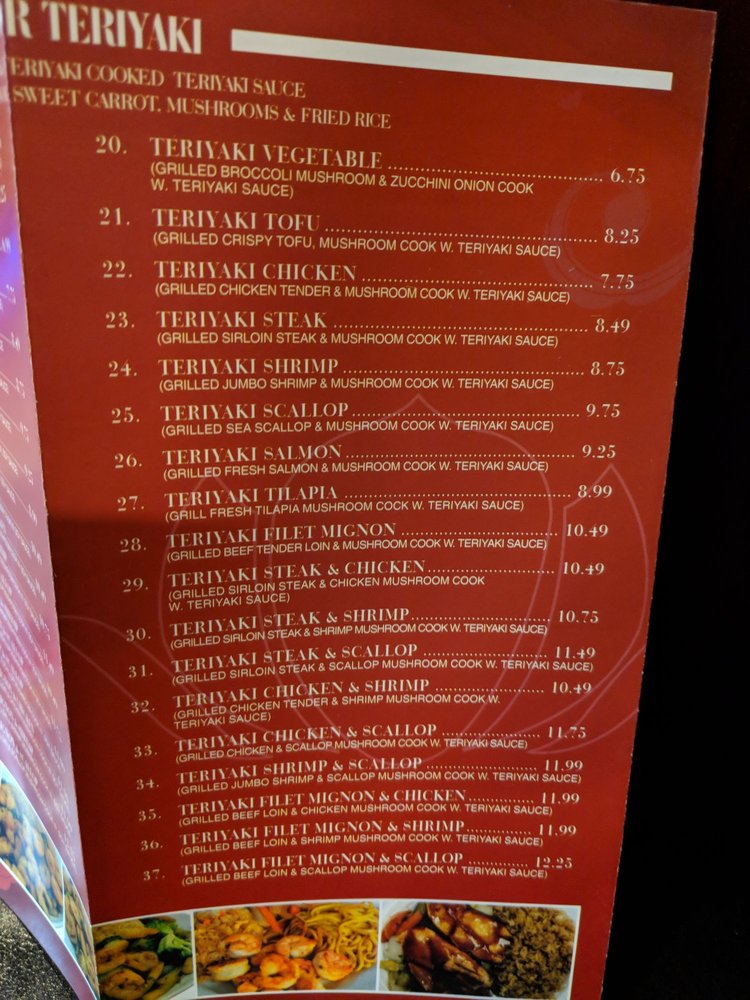 R TERIYAKI
TERIYAKI COOKED TERIYAKI SAUCE
SWEET CARROT. MUSHROOMS & FRIED RICE
20. TERIYAKI VEGETABLE ........ 6.75
(GRILLED BROCCOLI MUSHROOM & ZUCCHINI ONION COOK
W. TERIYAKI SAUCE)
21. TERIYAKI TOFU ........ 8.25
(GRILLED CRISPY TOFU, MUSHROOM COOK W. TERIYAKI SAUCE)
22. TERIYAKI CHICKEN ........ 7.75
(GRILLED CHICKEN TENDER & MUSHROOM COOK W. TERIYAKI SAUCE)
23. TERIYAKI STEAK ........ 8.49
(GRILLED SIRLOIN STEAK & MUSHROOM COOK W. TERIYAKI SAUCE)
24. TERIYAKI SHRIMP ........ 8.75
(GRILLED JUMBO SHRIMP & MUSHROOM COOK W. TERIYAKI SAUCE)
25. TERIYAKI SCALLOP ........ 9.75
(GRILLED SEA SCALLOP & MUSHROOM COOK W. TERIYAKI SAUCE)
26. TERIYAKI SALMON ........ 9.25
(GRILLED FRESH SALMON & MUSHROOM COOK W. TERIYAKI SAUCE)
27. TERIYAKI TILAPIA ........ 8.99
(GRILL FRESH TILAPIA MUSHROOM COCK W. TERIYAKI SAUCE)
28. TERIYAKI FILET MIGNON ........ 10.49
(GRILLED BEEF TENDER LOIN & MUSHROOM COOK W. TERIYAKI SAUCE)
29. TERIYAKI STEAK & CHICKEN ........ 10.49
(GRILLED SIRLOIN STEAK & CHICKEN MUSHROOM COOK
W. TERIYAKI SAUCE)
30. TERIYAKI STEAK & SHRIMP ........ 10.75
(GRILLED SIRLOIN STEAK & SHRIMP MUSHROOM COOK W. TERIYAKI SAUCE)
31. TERIYAKI STEAK & SCALLOP ........ 11.49
(GRILLED SIRLOIN STEAK & SCALLOP MUSHROOM COOK W. TERIYAKI SAUCE)
32. TERIYAKI CHICKEN & SHRIMP ........ 10.49
(GRILLED CHICKEN TENDER & SHRIMP MUSHROOM COOK W.
TERIYAKI SAUCE)
33. TERIYAKI CHICKEN & SCALLOP ........ 11.75
(GRILLED CHICKEN & SCALLOP MUSHROOM COOK W. TERIYAKI SAUCE)
34. TERIYAKI SHRIMP & SCALLOP ........ 11.99
(GRILLED JUMBO SHRIMP & SCALLOP MUSHROOM COOK W. TERIYAKI SAUCE)
35. TERIYAKI FILET MIGNON & CHICKEN ........ 11.99
(GRILLED BEEF LOIN & CHICKEN MUSHROOM COOK W. TERIYAKI SAUCE)
36. TERIYAKI FILET MIGNON & SHRIMP ........ 11.99
(GRILLED BEEF LOIN & SHRIMP MUSHROOM COOK W. TERIYAKI SAUCE)
37. TERIYAKI FILET MIGNON & SCALLOP ........ 12.25
(GRILLED BEEF LOIN & SCALLOP MUSHROOM COOK W. TERIYAKI SAUCE)